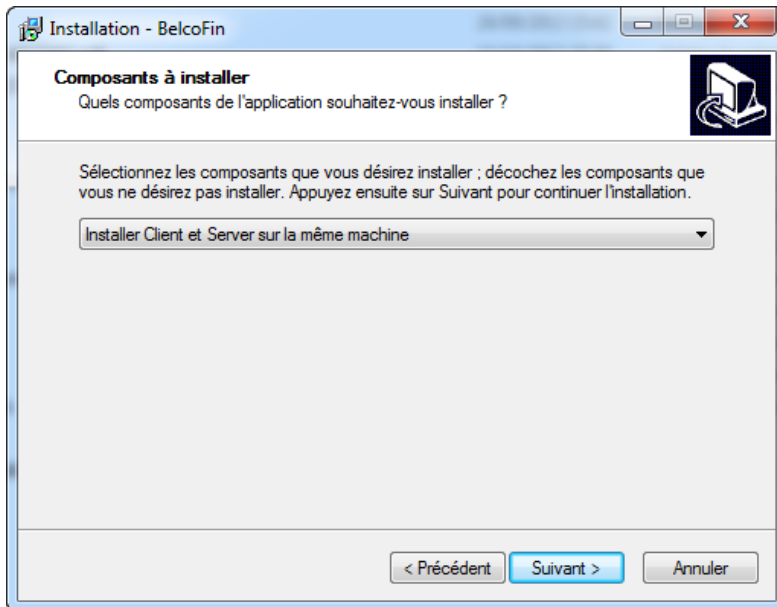 Installation - BelcoFin
Composants à installer
Quels composants de l'application souhaitez-vous installer ?
Sélectionnez les composants que vous désirez installer ; décochez les composants que
vous ne désirez pas installer. Appuyez ensuite sur Suivant pour continuer l'installation.
Installer Client et Server sur la même machine
< Précédent
Suivant >
Annuler